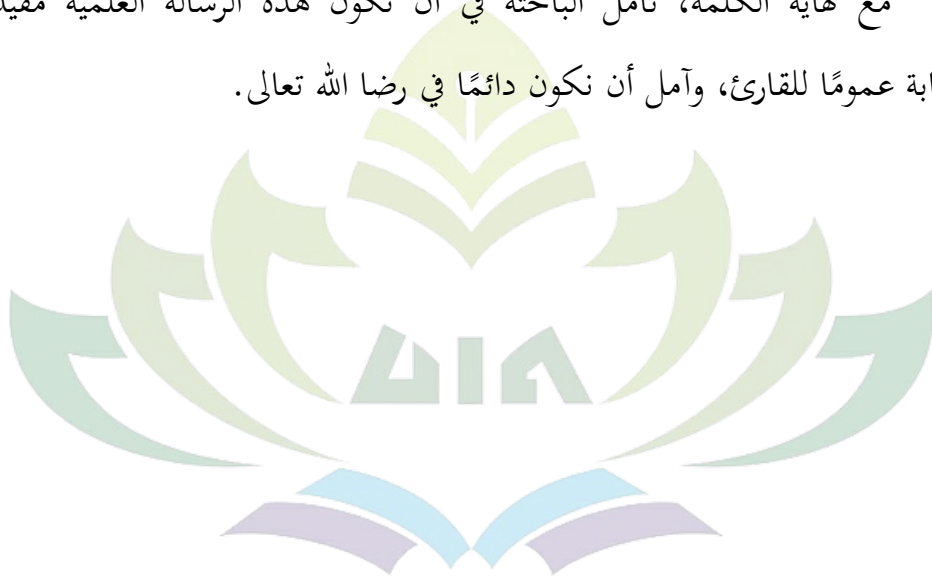 مع نهاية الكلمة، تأمل الباحثة في أن تكون هذه الرسالة العلمية
عمومًا للقارئ، وآمل أن نكون دائمًا في رضا الله تعالى.
UIN